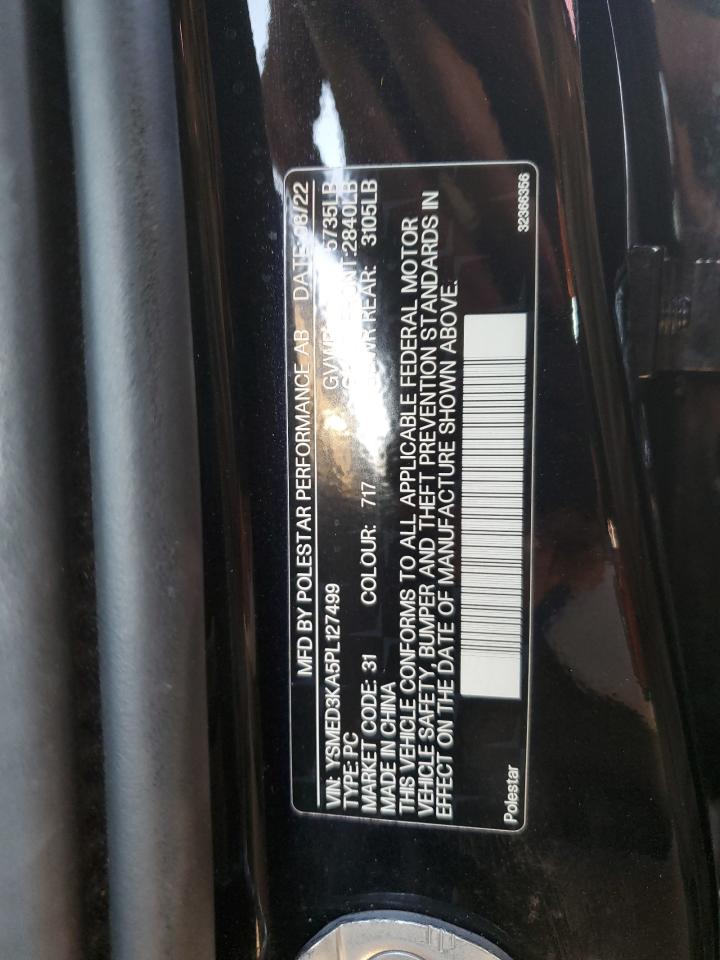 MFD BY POLESTAR PERFORMANCE AB DATE: 08/22
VIN: YSMED3KA5PL127499 5735LB
TYPE: PC FRONT: 2840LB
MARKET CODE: 31 COLOUR: 717 REAR: 3105LB
MADE IN CHINA
THIS VEHICLE CONFORMS TO ALL APPLICABLE FEDERAL MOTOR
VEHICLE SAFETY, BUMPER AND THEFT PREVENTION STANDARDS IN
EFFECT ON THE DATE OF MANUFACTURE SHOWN ABOVE.
Polestar 32366356